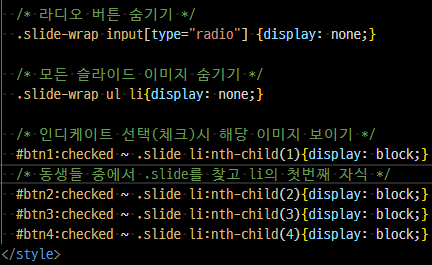 /* 라디오 버튼 숨기기 */
.slide-wrap input[type="radio"] {display: none;}
/* 모든 슬라이드 이미지 숨기기 */
.slide-wrap ul li{display: none;}
/* 인디케이트 선택(체크)시 해당 이미지 보이기 */
#btn1:checked ~ .slide li:nth-child(1){display: block;}
/* 동생들 중에서 .slide를 찾고 li의 첫번째 자식 */
#btn2:checked ~ .slide li:nth-child(2){display: block;}
#btn3:checked ~ .slide li:nth-child(3){display: block;}
#btn4:checked ~ .slide li:nth-child(4){display: block;}
</style>